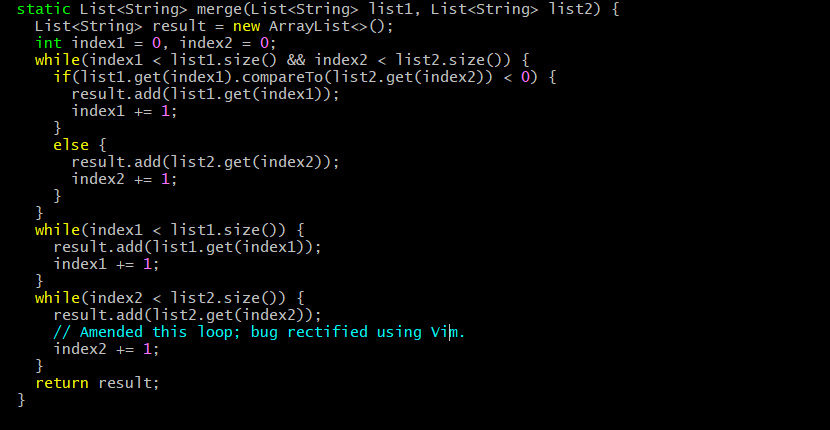 static List<String> merge(List<String> list1, List<String> list2) {
  List<String> result = new ArrayList<>();
  int index1 = 0, index2 = 0;
  while(index1 < list1.size() && index2 < list2.size()) {
    if(list1.get(index1).compareTo(list2.get(index2)) < 0) {
      result.add(list1.get(index1));
      index1 += 1;
    }
    else {
      result.add(list2.get(index2));
      index2 += 1;
    }
  }
  while(index1 < list1.size()) {
    result.add(list1.get(index1));
    index1 += 1;
  }
  while(index2 < list2.size()) {
    result.add(list2.get(index2));
    // Amended this loop; bug rectified using Vim.
    index2 += 1;
  }
  return result;
}